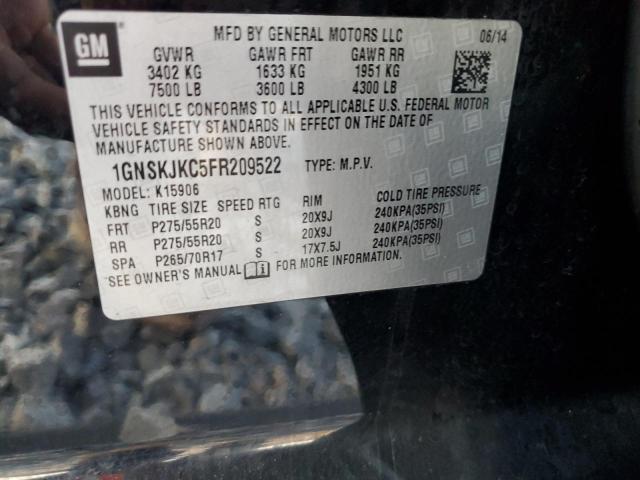 GM
MFD BY GENERAL MOTORS LLC 06/14
GVWR GAWR FRT GAWR RR
3402 KG 1633 KG 1951 KG
7500 LB 3600 LB 4300 LB
THIS VEHICLE CONFORMS TO ALL APPLICABLE U.S. FEDERAL MOTOR
VEHICLE SAFETY STANDARDS IN EFFECT ON THE DATE OF
MANUFACTURE SHOWN ABOVE.
1GNSKJKC5FR209522 TYPE: M.P.V.
MODEL: K15906
KBNG TIRE SIZE SPEED RTG RIM COLD TIRE PRESSURE
FRT P275/55R20 S 20X9J 240KPA(35PSI)
RR P275/55R20 S 20X9J 240KPA(35PSI)
SPA P265/70R17 S 17X7.5J 240KPA(35PSI)
SEE OWNER'S MANUAL FOR MORE INFORMATION.